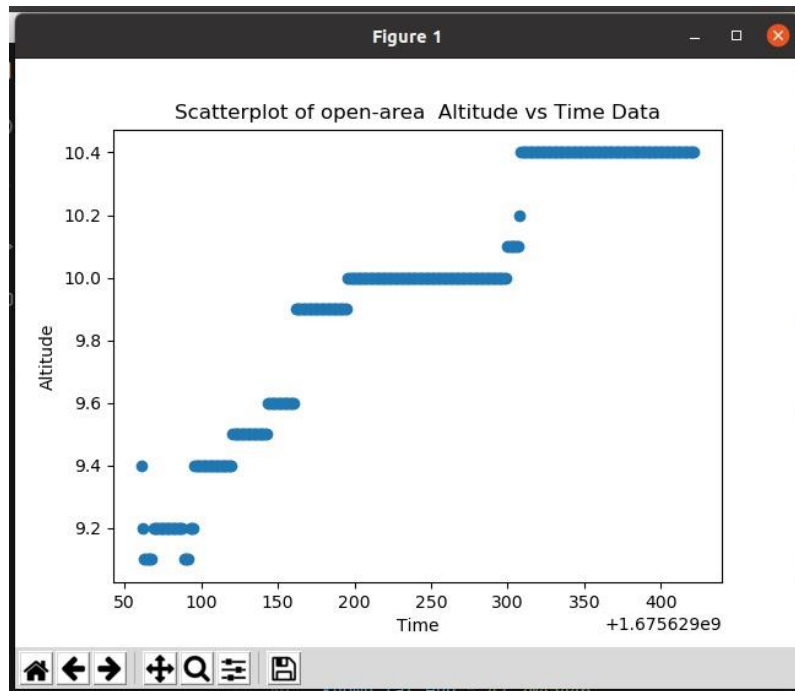 Figure 1
Scatterplot of open-area  Altitude vs Time Data
10.4
10.2
10.0
9.8
9.6
9.4
9.2
Altitude
50 100 150 200 250 300 350 400
Time
+1.675629e9